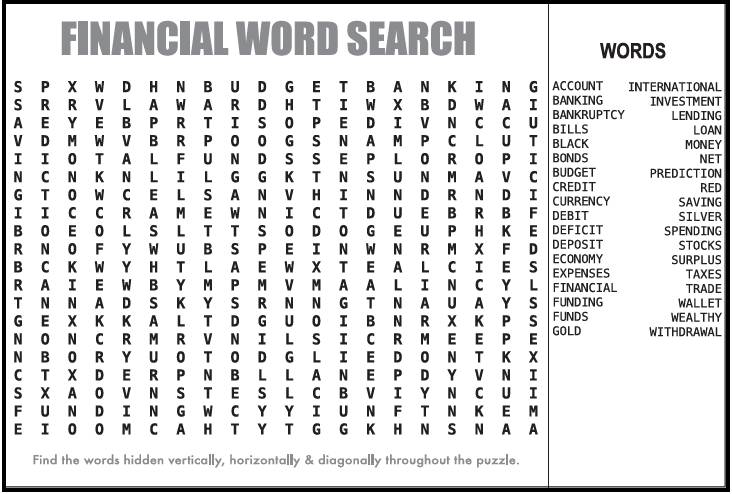 FINANCIAL WORD SEARCH
S P X W D H N B U D G E T B A N K I N G
S R R V L A W A R D H T I W X B D W A I
A E Y E B P R T I S O P E D I V N C C U
V D M W V B R P O O G S N A M P C L U T
I I O T A L F U N D S S E P L O R O P I
N C N K N L I L G G K T N S U N M A V C
G T O W C E L S A N V H I N N D R N D I
I I C C R A M E W N I C T D U E B R B F
B O E O L S L T T S O D O G E U P H K E
R N O F Y W U B S P E I N W N R M X F D
B C K W Y H T L A E W X T E A L C I E S
R A I E W B Y M P M V M A A L I N C Y L
T N N A D S K Y S R N N G T N A U A Y S
G E X K K A L T D G U O I B N R X K P S
N O N C R M R V N I L S I C R M E E P E
N B O R Y U O T O D G L I E D O N T K X
C T X D E R P N B L L A N E P D Y V N I
S X A O V N S T E S L C B V I Y N C U I
F U N D I N G W C Y Y I U N F T N K E M
E I O O M C A H T Y T G G K H N S N A A
Find the words hidden vertically, horizontally & diagonally throughout the puzzle.
WORDS
ACCOUNT INTERNATIONAL
BANKING INVESTMENT
BANKRUPTCY LENDING
BILLS LOAN
BLACK MONEY
BONDS NET
BUDGET PREDICTION
CREDIT RED
CURRENCY SAVING
DEBIT SILVER
DEFICIT SPENDING
DEPOSIT STOCKS
ECONOMY SURPLUS
EXPENSES TAXES
FINANCIAL TRADE
FUNDING WALLET
FUNDS WEALTHY
GOLD WITHDRAWAL